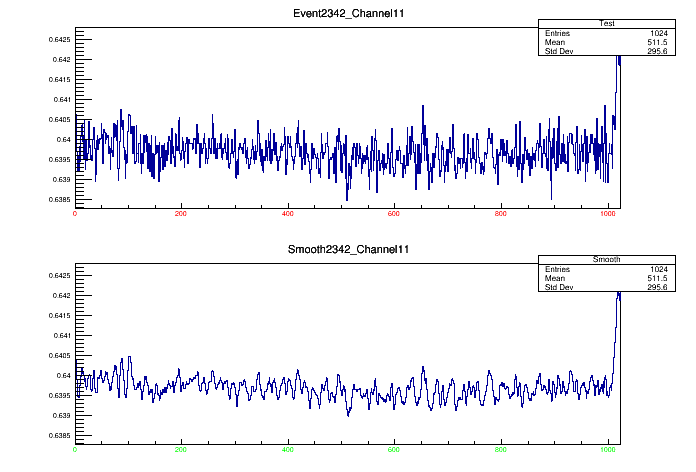 Event2342_Channel11
Test
Entries 1024
Mean 511.5
Std Dev 295.6
0.6425
0.642
0.6415
0.641
0.6405
0.64
0.6395
0.639
0.6385
0 200 400 600 800 1000
Smooth2342_Channel11
Smooth
Entries 1024
Mean 511.5
Std Dev 295.6
0.6425
0.642
0.6415
0.641
0.6405
0.64
0.6395
0.639
0.6385
0 200 400 600 800 1000